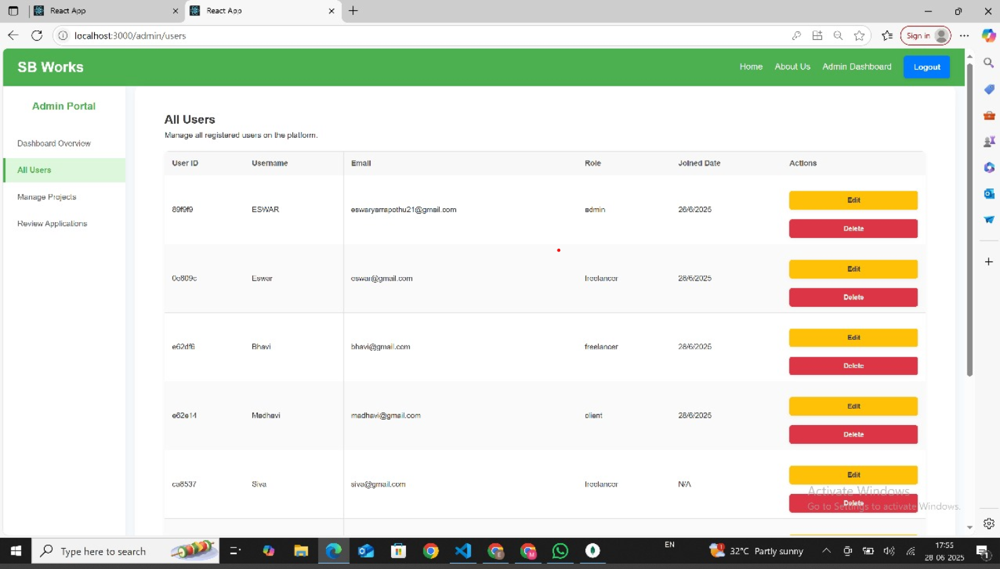 React App
React App
localhost:3000/admin/users
Sign in
SB Works
Home About Us Admin Dashboard Logout
Admin Portal
Dashboard Overview
All Users
Manage Projects
Review Applications
All Users
Manage all registered users on the platform.
User ID Username Email Role Joined Date Actions
89f9f9 ESWAR eswaryarrapothu21@gmail.com admin 26/6/2025
Edit
Delete
0e809c Eswar eswar@gmail.com freelancer 28/6/2025
Edit
Delete
e62df6 Bhavi bhavi@gmail.com freelancer 28/6/2025
Edit
Delete
e62e14 Madhavi madhavi@gmail.com client 28/6/2025
Edit
Delete
ca8537 Siva siva@gmail.com freelancer N/A
Edit
Delete
Activate Windows
Go to Settings to activate Windows.
Type here to search
EN
32°C Partly sunny
17:55
28-06-2025
1